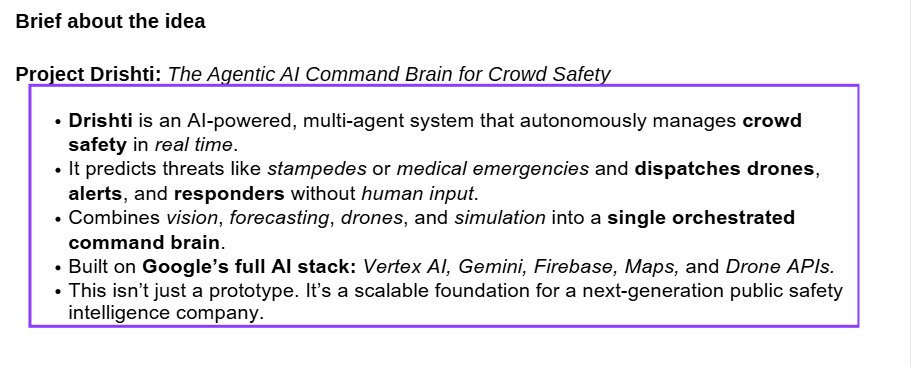 Brief about the idea
Project Drishti: The Agentic AI Command Brain for Crowd Safety
• Drishti is an AI-powered, multi-agent system that autonomously manages crowd
safety in real time.
• It predicts threats like stampedes or medical emergencies and dispatches drones,
alerts, and responders without human input.
• Combines vision, forecasting, drones, and simulation into a single orchestrated
command brain.
• Built on Google’s full AI stack: Vertex AI, Gemini, Firebase, Maps, and Drone APIs.
• This isn’t just a prototype. It’s a scalable foundation for a next-generation public safety
intelligence company.